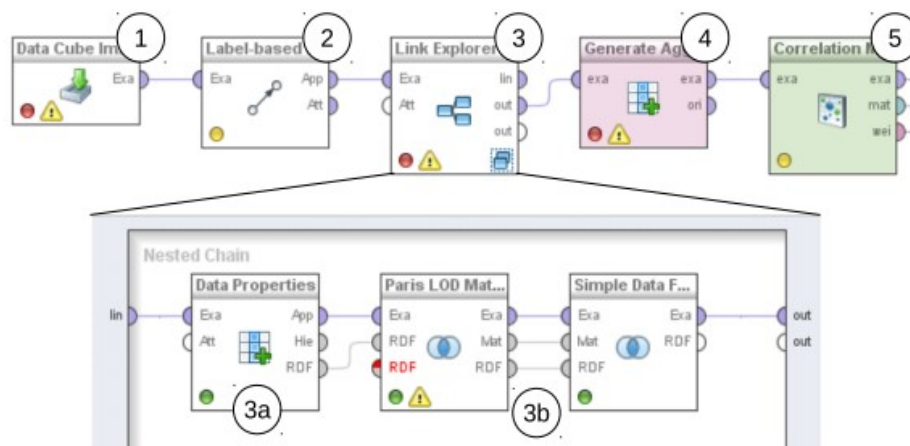 Data Cube Im
1
Exa
Label-based
2
Exa
App
Att
Link Explorer
3
Exa
lin
Att
out
out
Generate Agg
4
exa
exa
ori
Correlation M
5
exa
exa
mat
wei
Nested Chain
lin
out
out
Data Properties
Exa
App
Att
Hie
RDF
3a
Paris LOD Mat...
Exa
Exa
RDF
Mat
RDF
RDF
3b
Simple Data F...
Exa
Exa
Mat
RDF
RDF